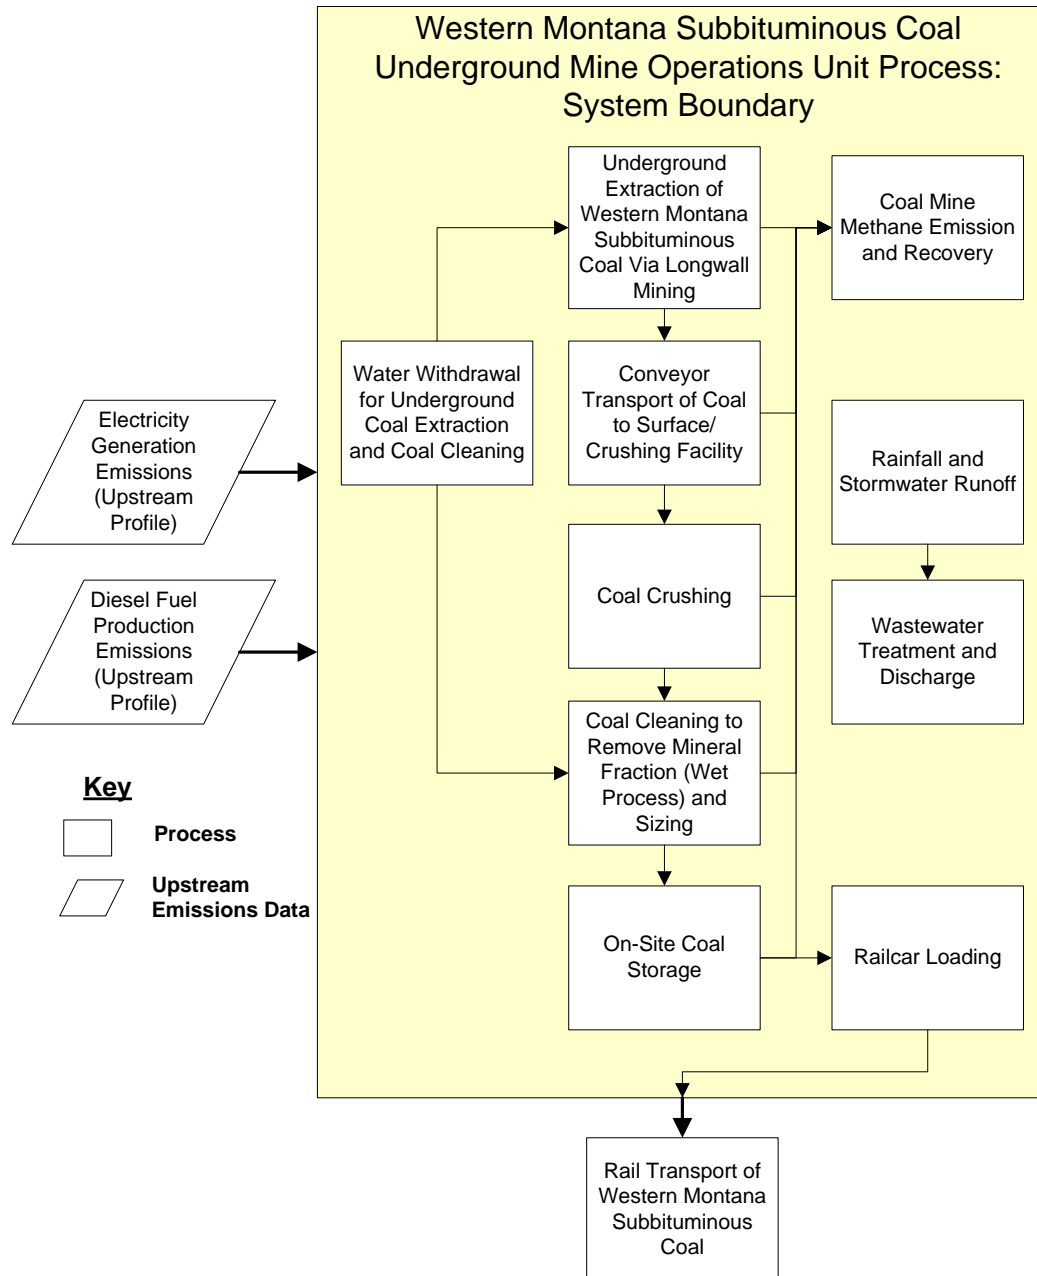 Western Montana Subbituminous Coal
Underground Mine Operations Unit Process:
System Boundary
Underground
Extraction of
Western Montana
Subbituminous
Coal Via Longwall
Mining
Coal Mine
Methane Emission
and Recovery
Water Withdrawal
for Underground
Coal Extraction
and Coal Cleaning
Conveyor
Transport of Coal
to Surface/
Crushing Facility
Electricity
Generation
Emissions
(Upstream
Profile)
Rainfall and
Stormwater Runoff
Diesel Fuel
Production
Emissions
(Upstream
Profile)
Coal Crushing
Wastewater
Treatment and
Discharge
Coal Cleaning to
Remove Mineral
Fraction (Wet
Process) and
Sizing
Key
Process
Upstream
Emissions Data
On-Site Coal
Storage
Railcar Loading
Rail Transport of
Western Montana
Subbituminous
Coal